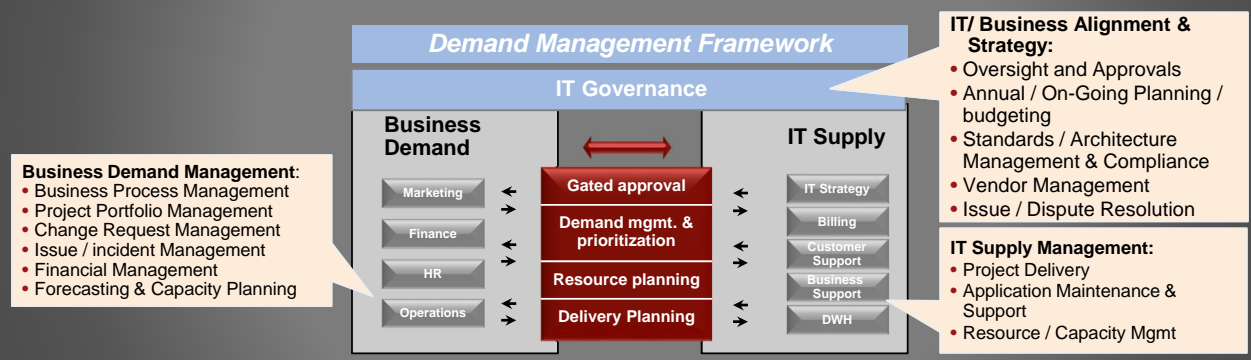 Demand Management Framework
IT Governance
Business
Demand
IT Supply
Marketing
Finance
HR
Operations
Gated approval
Demand mgmt. &
prioritization
Resource planning
Delivery Planning
IT Strategy
Billing
Customer
Support
Business
Support
DWH
Business Demand Management:
• Business Process Management
• Project Portfolio Management
• Change Request Management
• Issue / incident Management
• Financial Management
• Forecasting & Capacity Planning
IT/ Business Alignment &
Strategy:
• Oversight and Approvals
• Annual / On-Going Planning /
budgeting
• Standards / Architecture
Management & Compliance
• Vendor Management
• Issue / Dispute Resolution
IT Supply Management:
• Project Delivery
• Application Maintenance &
Support
• Resource / Capacity Mgmt